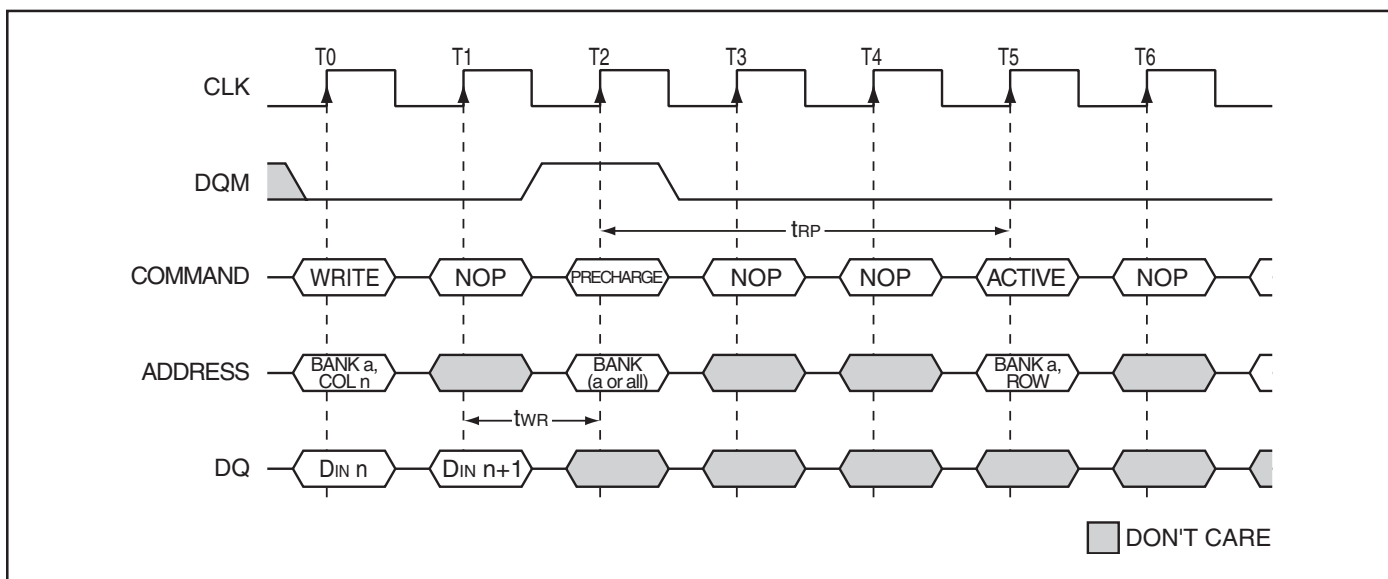 T0 T1 T2 T3 T4 T5 T6
CLK
DQM
tRP
COMMAND WRITE NOP PRECHARGE NOP NOP ACTIVE NOP
ADDRESS BANK a, COL n BANK (a or all) BANK a, ROW
tWR
DQ DIN n DIN n+1
DON'T CARE